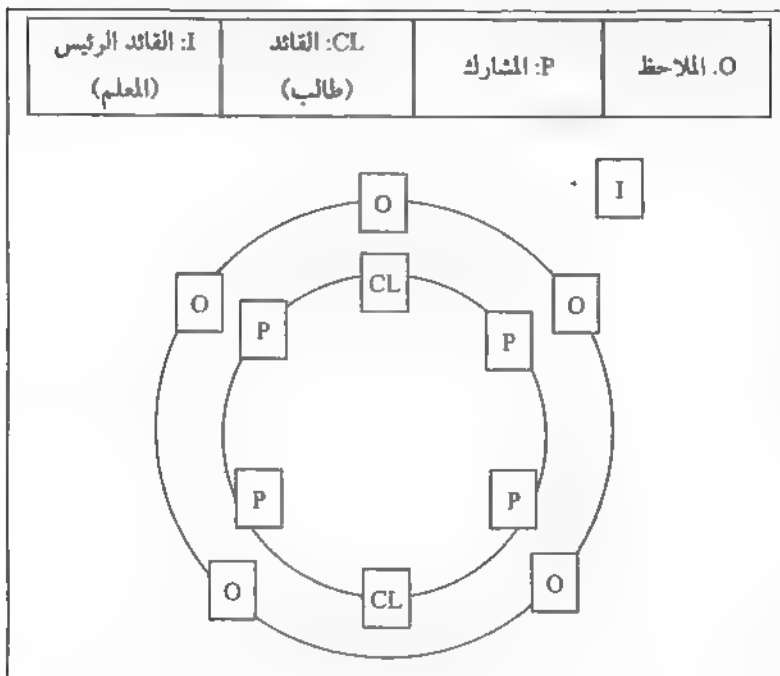 O. الملاحظ
P: المشارك
CL: القائد
(طالب)
I: القائد الرئيس
(المعلم)
I
O
CL
O
O
P
P
P
P
CL
O
O